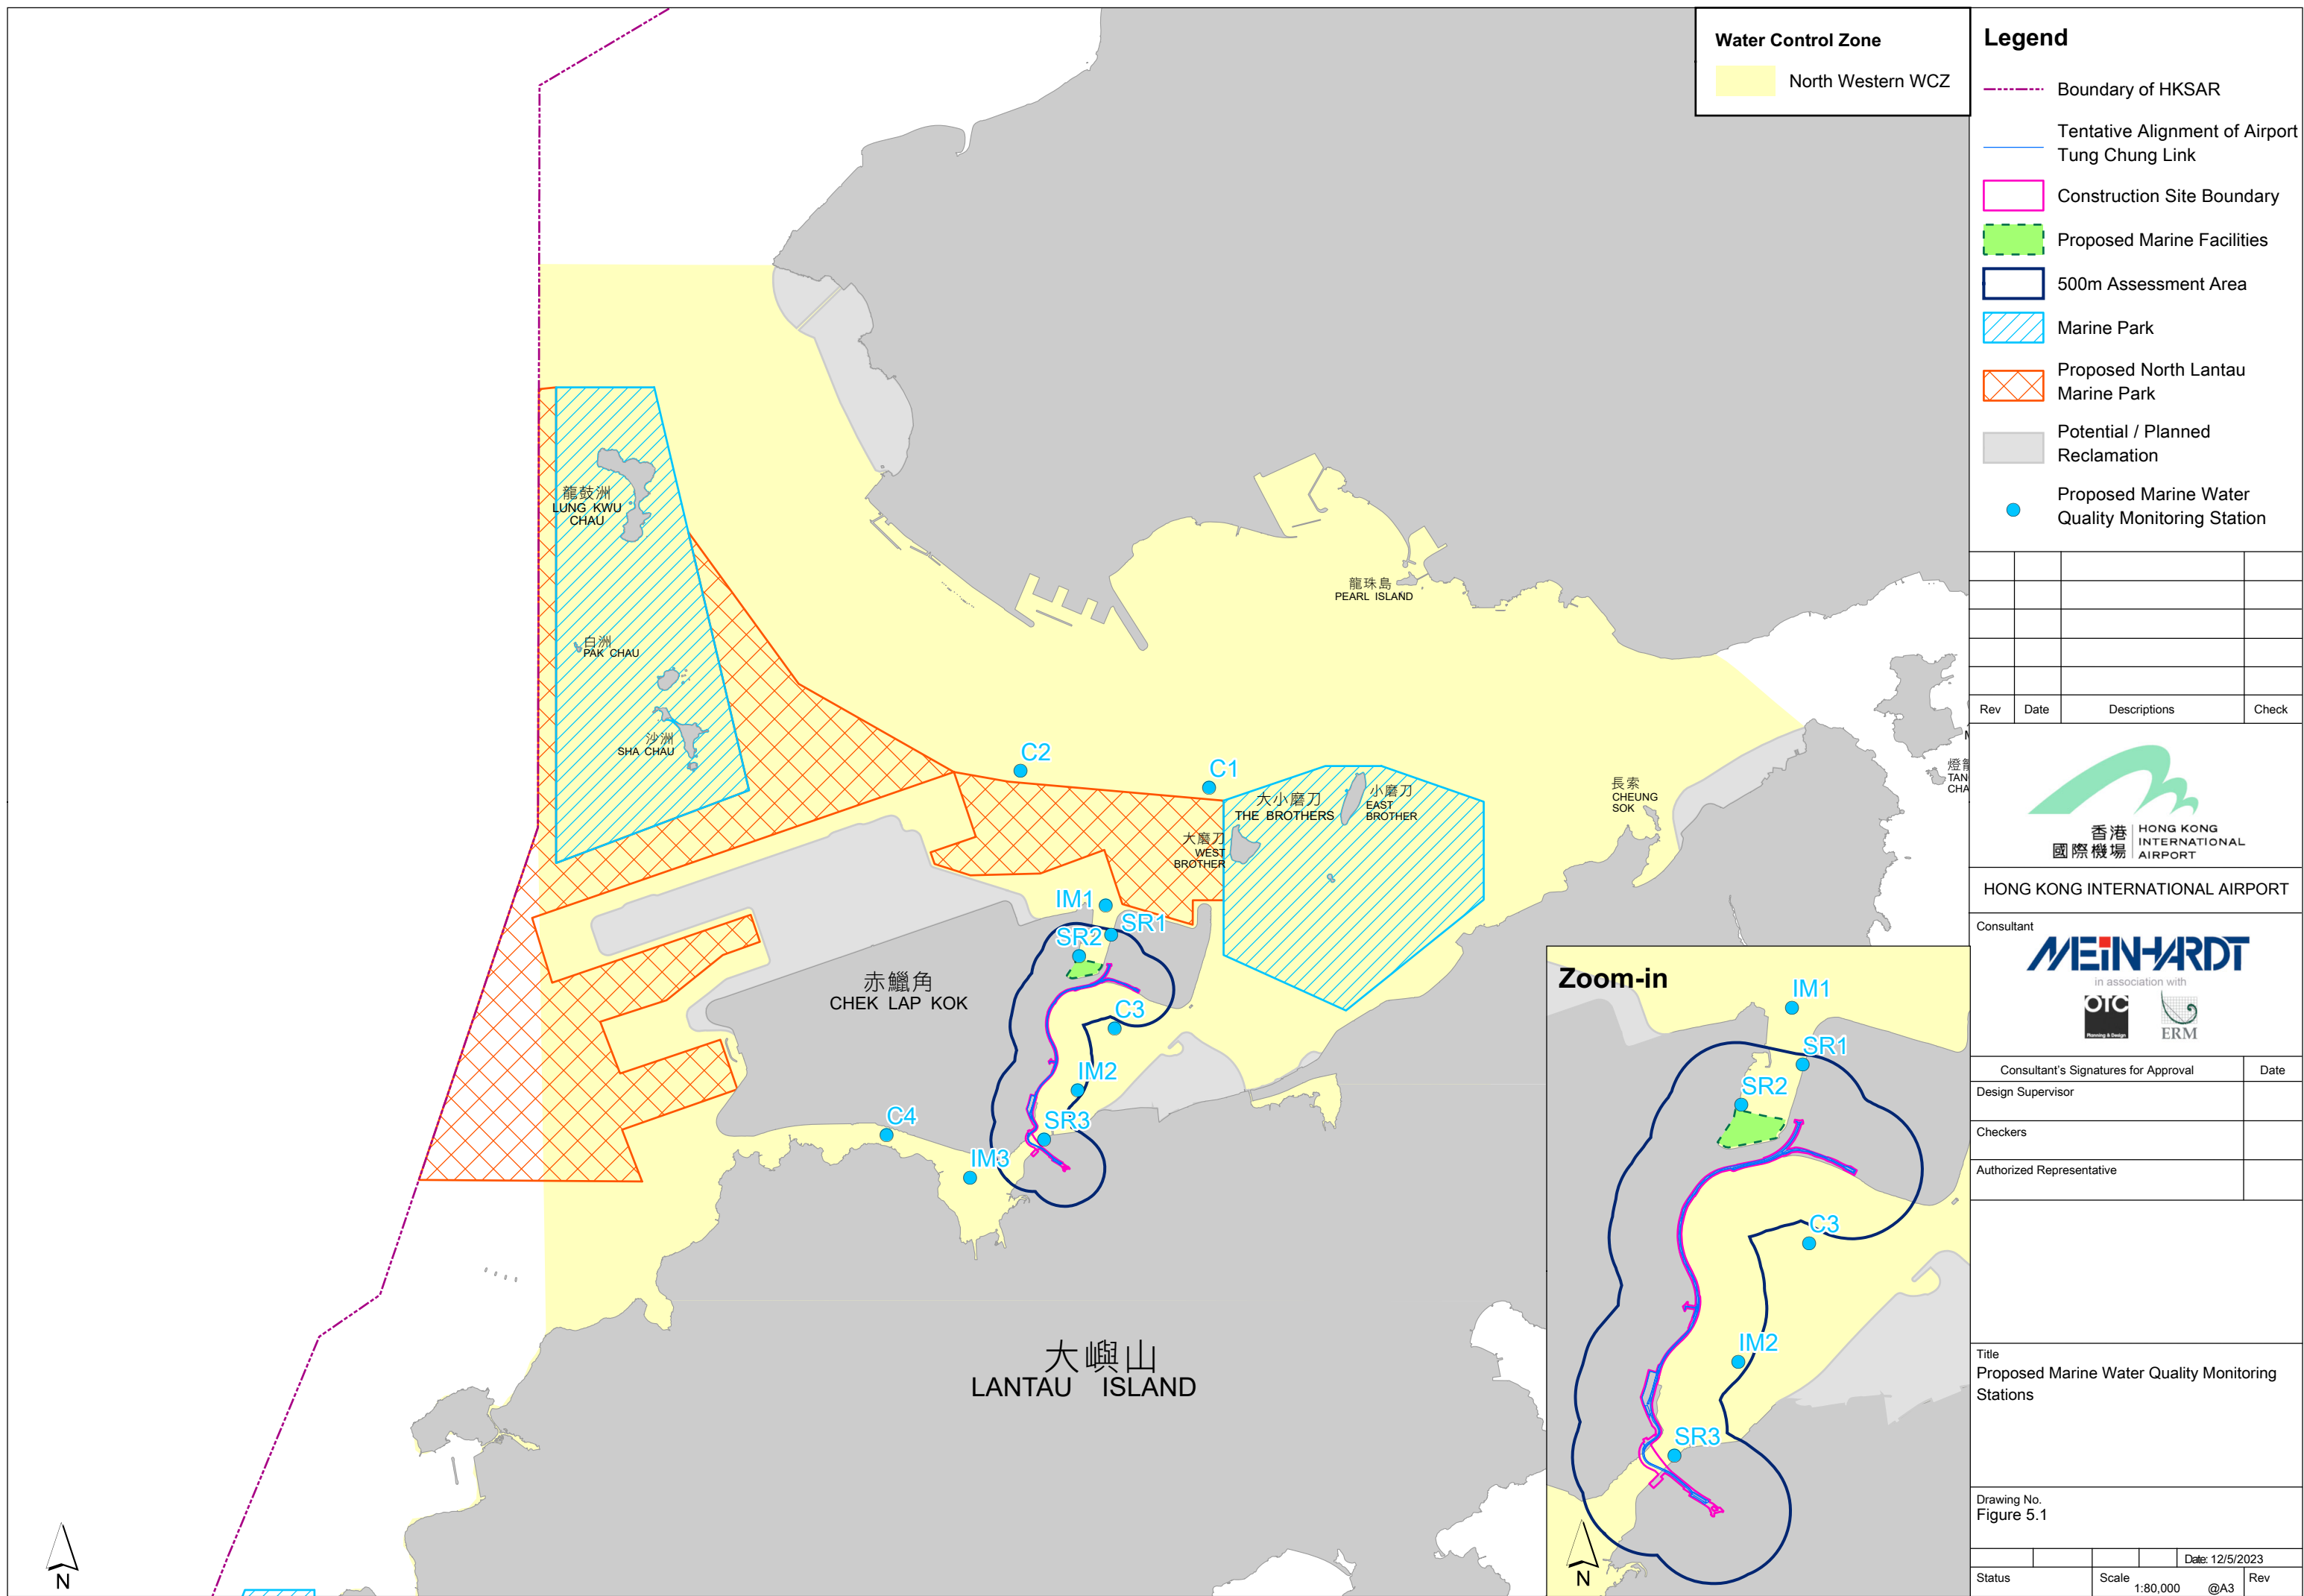 Water Control Zone
North Western WCZ
Legend
Boundary of HKSAR
Tentative Alignment of Airport
Tung Chung Link
Construction Site Boundary
Proposed Marine Facilities
500m Assessment Area
Marine Park
Proposed North Lantau
Marine Park
Potential / Planned
Reclamation
Proposed Marine Water
Quality Monitoring Station
龍鼓洲
LUNG KWU
CHAU
龍珠島
PEARL ISLAND
白洲
PAK CHAU
沙洲
SHA CHAU
C2
C1
大小磨刀
THE BROTHERS
小磨刀
EAST
BROTHER
大磨刀
WEST
BROTHER
長索
CHEUNG
SOK
IM1
SR1
SR2
赤鱲角
CHEK LAP KOK
C3
IM2
C4
SR3
IM3
大嶼山
LANTAU ISLAND
N
Zoom-in
IM1
SR1
SR2
C3
IM2
SR3
N
Rev Date Descriptions Check
香港
國際機場
HONG KONG
INTERNATIONAL
AIRPORT
HONG KONG INTERNATIONAL AIRPORT
Consultant
MEINHARDT
in association with
OTC
Planning & Design
ERM
Consultant's Signatures for Approval Date
Design Supervisor
Checkers
Authorized Representative
Title
Proposed Marine Water Quality Monitoring
Stations
Drawing No.
Figure 5.1
Date: 12/5/2023
Status Scale 1:80,000 @A3 Rev